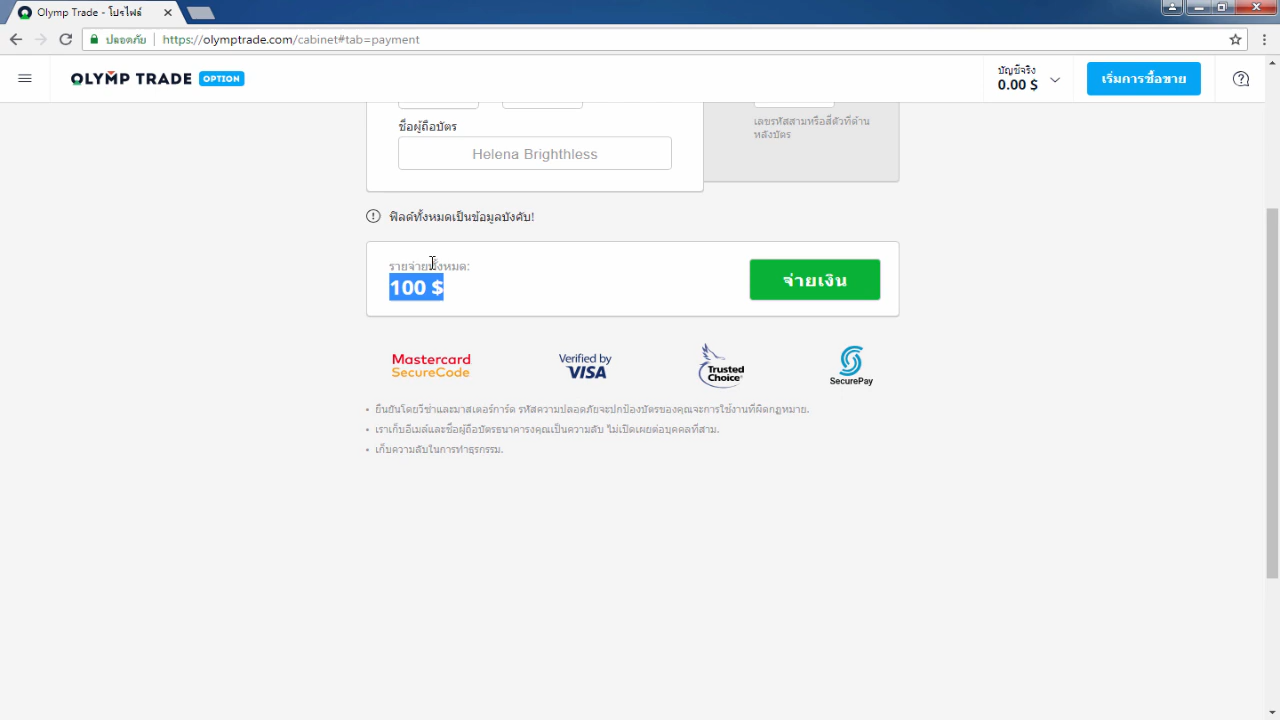 Olymp Trade - โปรไฟล์
ปลอดภัย
https://olymptrade.com/cabinet#tab=payment
OLYMP TRADE OPTION
บัญชีจริง
0.00 $
เริ่มการซื้อขาย
ชื่อผู้ถือบัตร
Helena Brighthless
เลขรหัสสามหรือสี่ตัวที่ด้าน
หลังบัตร
ฟิลด์ทั้งหมดเป็นข้อมูลบังคับ!
รายจ่ายทั้งหมด:
100 $
จ่ายเงิน
Mastercard
SecureCode
Verified by
VISA
Trusted
Choice
SecurePay
• ยืนยันโดยวีซ่าและมาสเตอร์การ์ด รหัสความปลอดภัยจะปกป้องบัตรของคุณจะการใช้งานที่ผิดกฏหมาย.
• เราเก็บอีเมล์และชื่อผู้ถือบัตรธนาคารงคุณเป็นความลับ ไม่เปิดเผยต่อบุคคลที่สาม.
• เก็บความลับในการทำธุรกรรม.